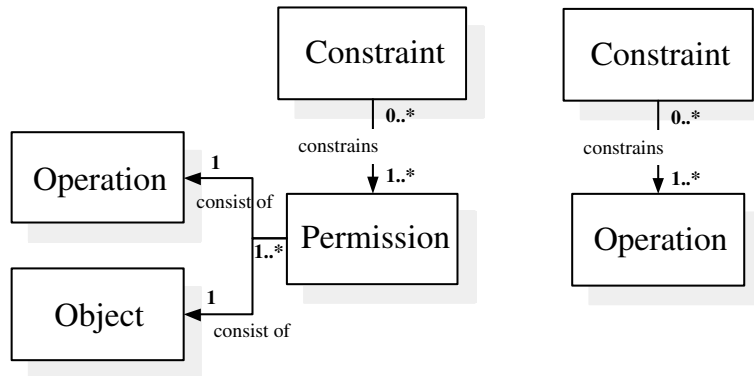 Constraint
Constraint
0..*
0..*
constrains
constrains
1
1..*
1..*
Operation
consist of
Permission
Operation
1..*
1
Object
consist of